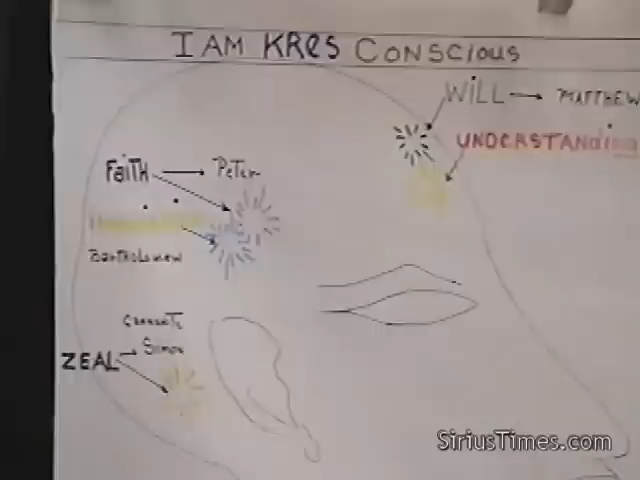 I AM KRES CONSCIOUS
WILL → MATTHEW
UNDERSTANDING
FAITH → PETER
BARTHOLOMEW
ZEAL → SIMON
SiriusTimes.com